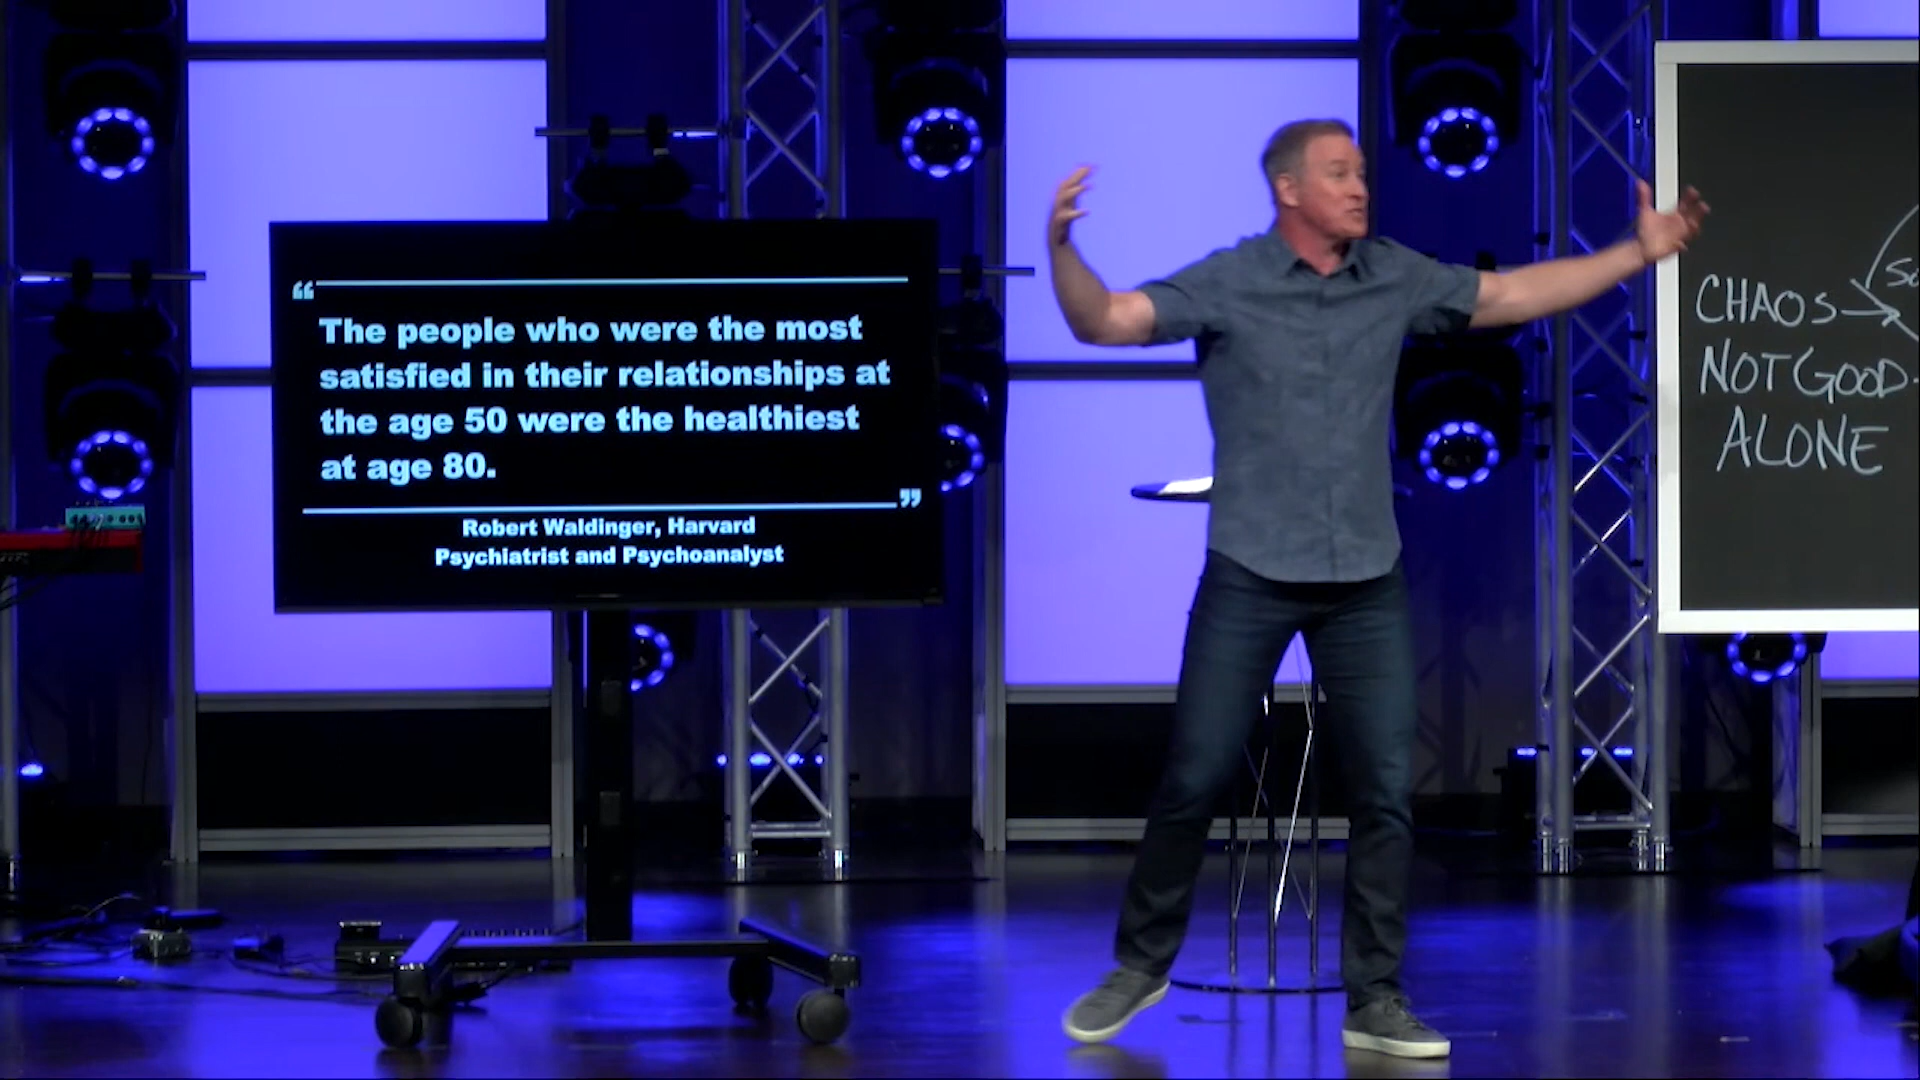 “
The people who were the most
satisfied in their relationships at
the age 50 were the healthiest
at age 80.
”
Robert Waldinger, Harvard
Psychiatrist and Psychoanalyst
CHAOS
NOT GOOD
ALONE